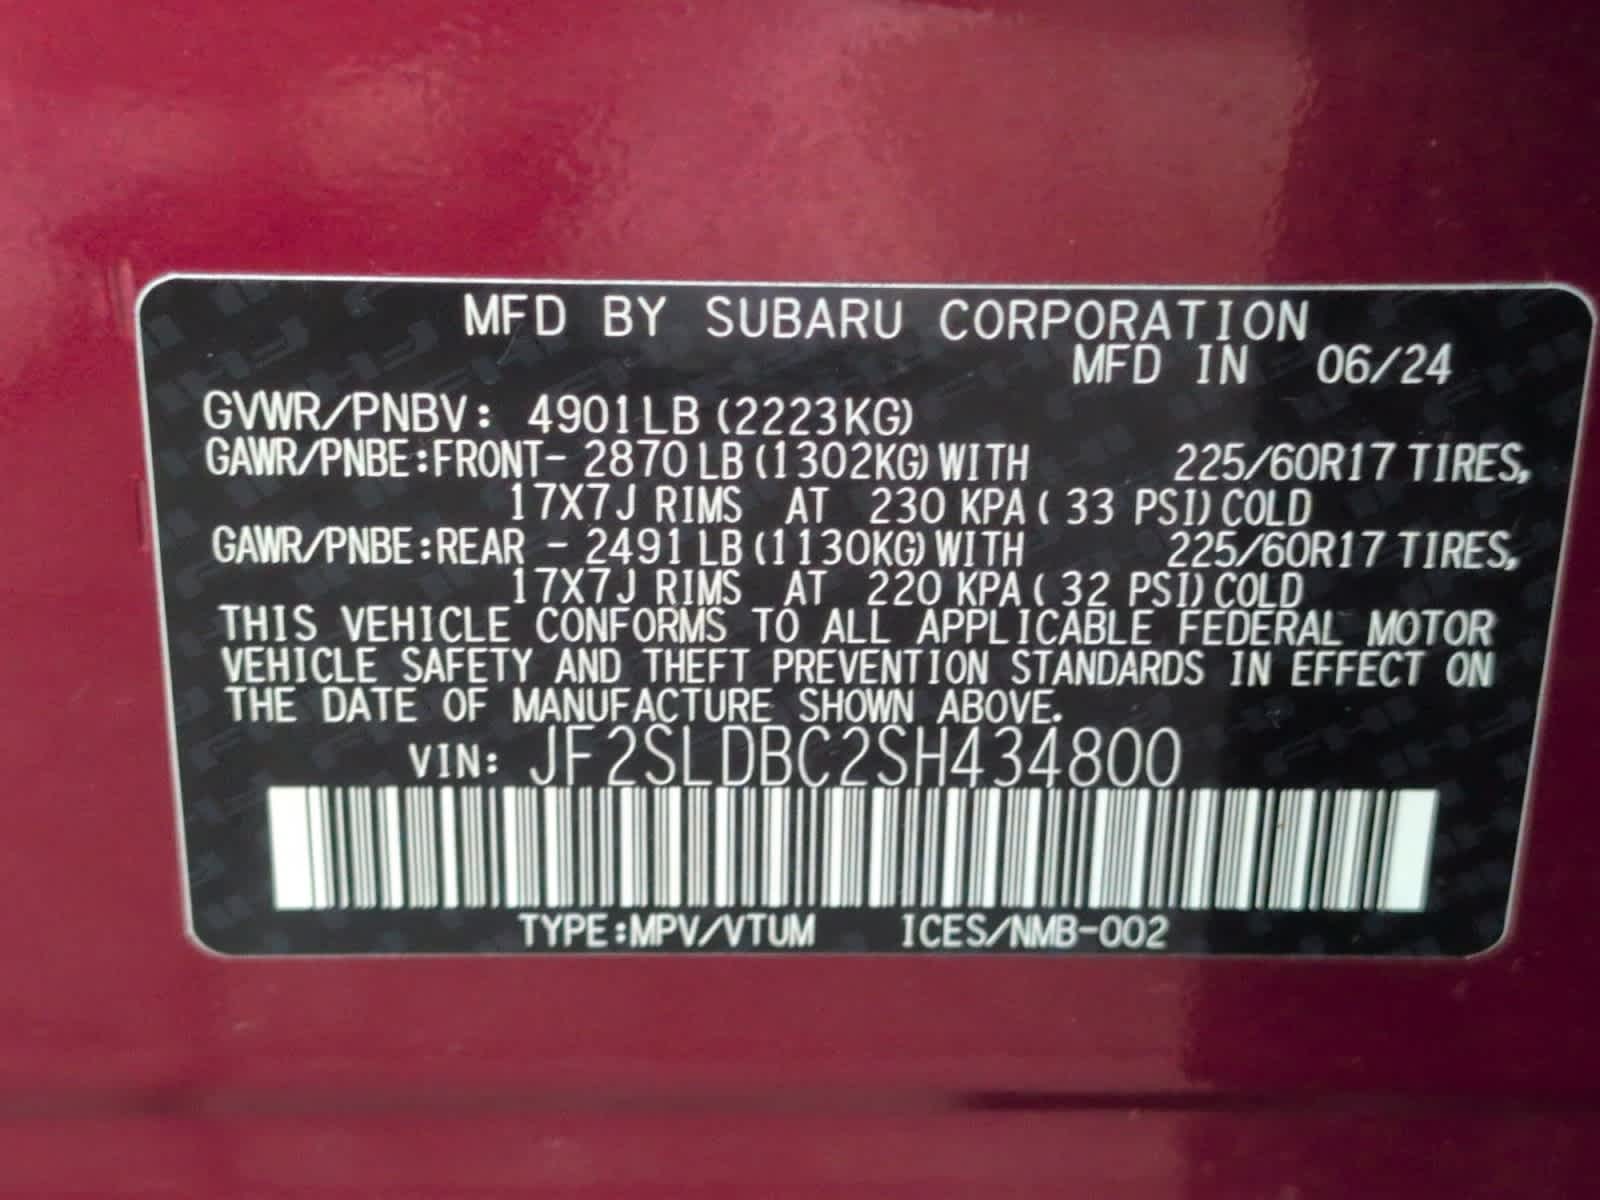 MFD BY SUBARU CORPORATION
MFD IN 06/24
GVWR/PNBV: 4901LB (2223KG)
GAWR/PNBE:FRONT- 2870LB (1302KG) WITH 225/60R17 TIRES,
17X7J RIMS AT 230 KPA ( 33 PSI) COLD
GAWR/PNBE:REAR - 2491LB (1130KG) WITH 225/60R17 TIRES,
17X7J RIMS AT 220 KPA ( 32 PSI) COLD
THIS VEHICLE CONFORMS TO ALL APPLICABLE FEDERAL MOTOR
VEHICLE SAFETY AND THEFT PREVENTION STANDARDS IN EFFECT ON
THE DATE OF MANUFACTURE SHOWN ABOVE.
VIN: JF2SLDBC2SH434800
TYPE:MPV/VTUM ICES/NMB-002